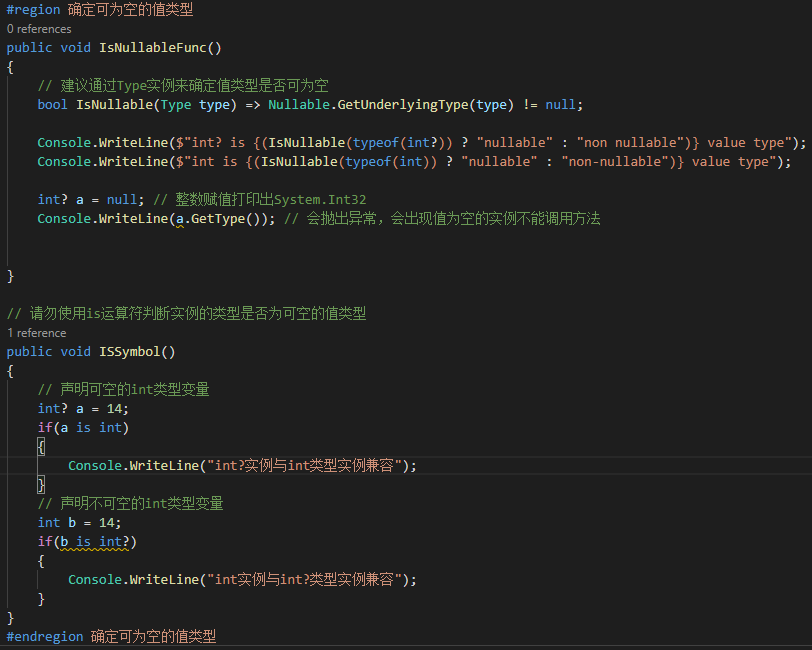 #region 确定可为空的值类型
0 references
public void IsNullableFunc()
{
    // 建议通过Type实例来确定值类型是否可为空
    bool IsNullable(Type type) => Nullable.GetUnderlyingType(type) != null;
    Console.WriteLine($"int? is {(IsNullable(typeof(int?)) ? "nullable" : "non nullable")} value type");
    Console.WriteLine($"int is {(IsNullable(typeof(int)) ? "nullable" : "non-nullable")} value type");
    int? a = null; // 整数赋值打印出System.Int32
    Console.WriteLine(a.GetType()); // 会抛出异常，会出现值为空的实例不能调用方法
}
// 请勿使用is运算符判断实例的类型是否为可空的值类型
1 reference
public void ISSymbol()
{
    // 声明可空的int类型变量
    int? a = 14;
    if(a is int)
    {
        Console.WriteLine("int?实例与int类型实例兼容");
    }
    // 声明不可空的int类型变量
    int b = 14;
    if(b is int?)
    {
        Console.WriteLine("int实例与int?类型实例兼容");
    }
}
#endregion 确定可为空的值类型